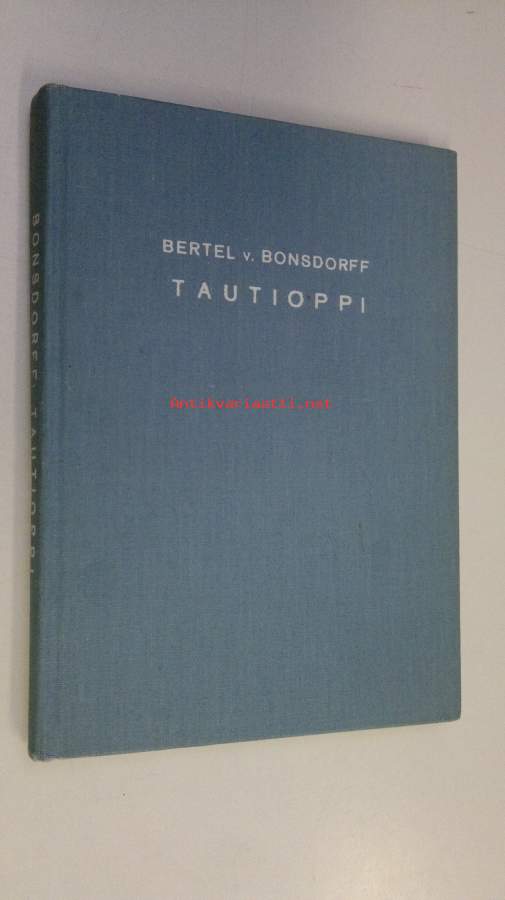 BERTEL v. BONSDORFF
TAUTIOPPI
Antikvariaatti.net
BONSDORFF, TAUTIOPPI